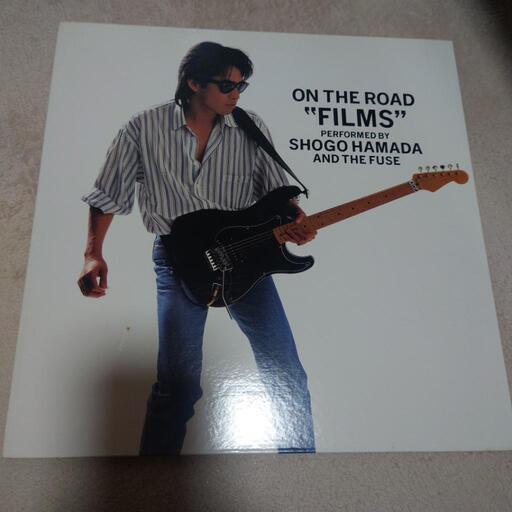 ON THE ROAD
“FILMS”
PERFORMED BY
SHOGO HAMADA
AND THE FUSE